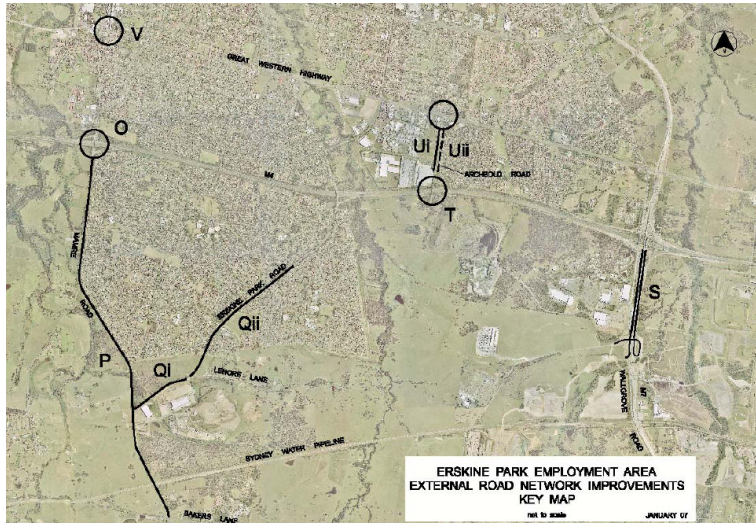 V
GREAT WESTERN HIGHWAY
O
Ui
Uii
ARCHBOLD ROAD
M4
T
MAMRE
ROAD
ERSKINE PARK ROAD
S
Qii
P
Qi
LENORE LANE
M7
WALLGROVE
ROAD
SYDNEY WATER PIPELINE
BAKERS LANE
ERSKINE PARK EMPLOYMENT AREA
EXTERNAL ROAD NETWORK IMPROVEMENTS
KEY MAP
not to scale
JANUARY 07